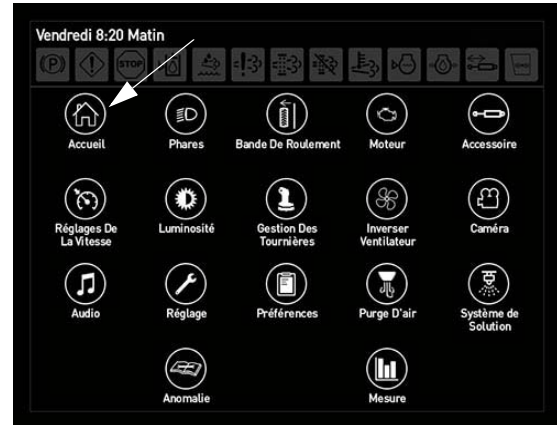 Vendredi 8:20 Matin
STOP
Accueil
Phares
Bande De Roulement
Moteur
Accessoire
Réglages De
La Vitesse
Luminosité
Gestion Des
Tournières
Inverser
Ventilateur
Caméra
Audio
Réglage
Préférences
Purge D'air
Système de
Solution
Anomalie
Mesure